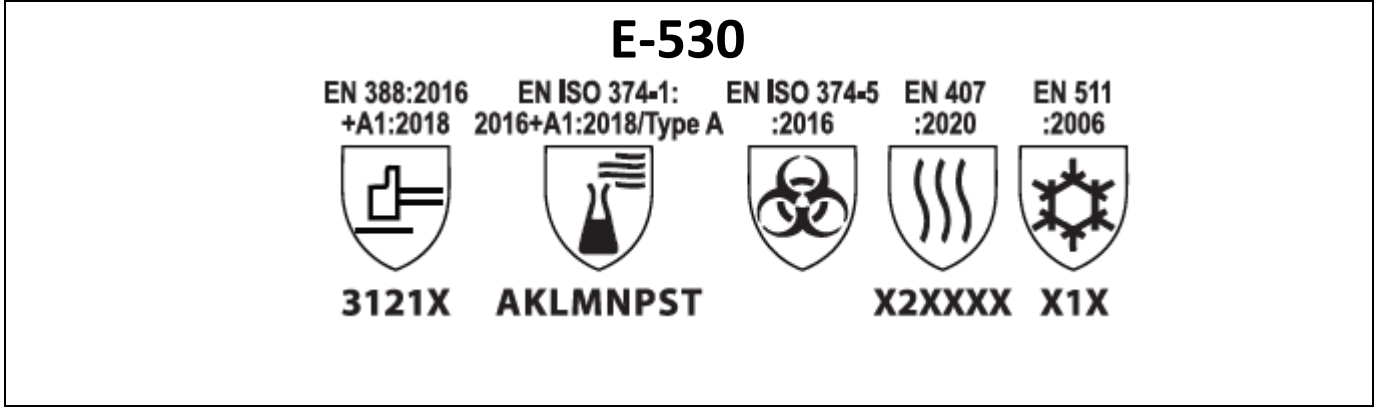 E-530
EN 388:2016
+A1:2018
EN ISO 374-1:
2016+A1:2018/Type A
EN ISO 374-5
:2016
EN 407
:2020
EN 511
:2006
3121X
AKLMNPST
X2XXXX
X1X